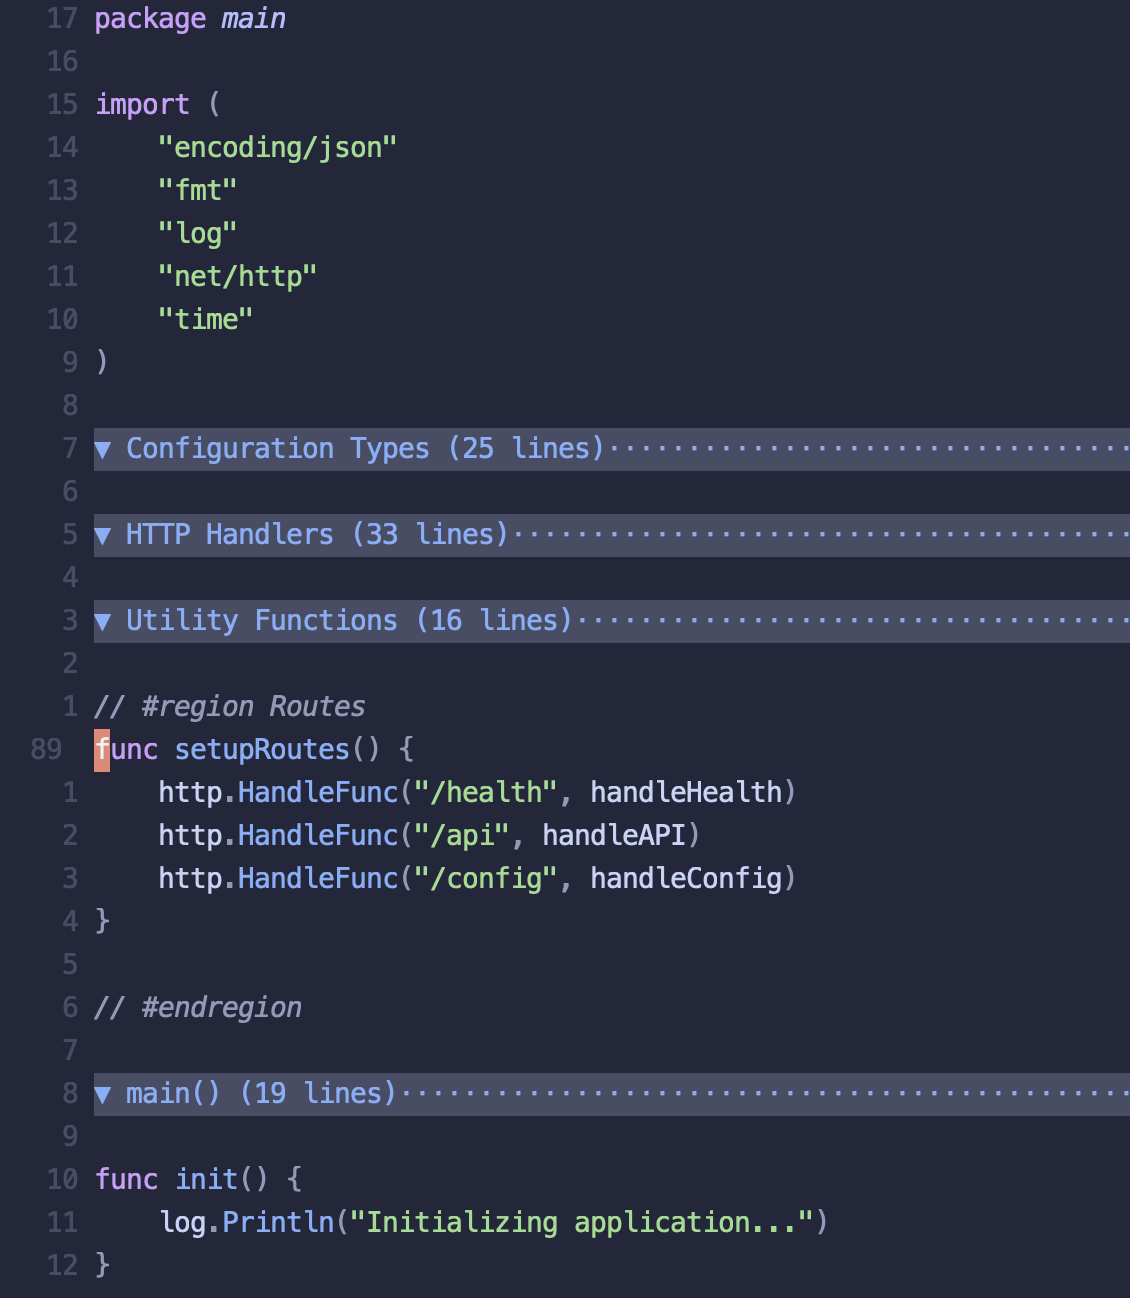 17 package main
16
15 import (
14     "encoding/json"
13     "fmt"
12     "log"
11     "net/http"
10     "time"
9 )
8
7 ▼ Configuration Types (25 lines)·································
6
5 ▼ HTTP Handlers (33 lines)·······································
4
3 ▼ Utility Functions (16 lines)···································
2
1 // #region Routes
89 func setupRoutes() {
1     http.HandleFunc("/health", handleHealth)
2     http.HandleFunc("/api", handleAPI)
3     http.HandleFunc("/config", handleConfig)
4 }
5
6 // #endregion
7
8 ▼ main() (19 lines)··············································
9
10 func init() {
11     log.Println("Initializing application...")
12 }